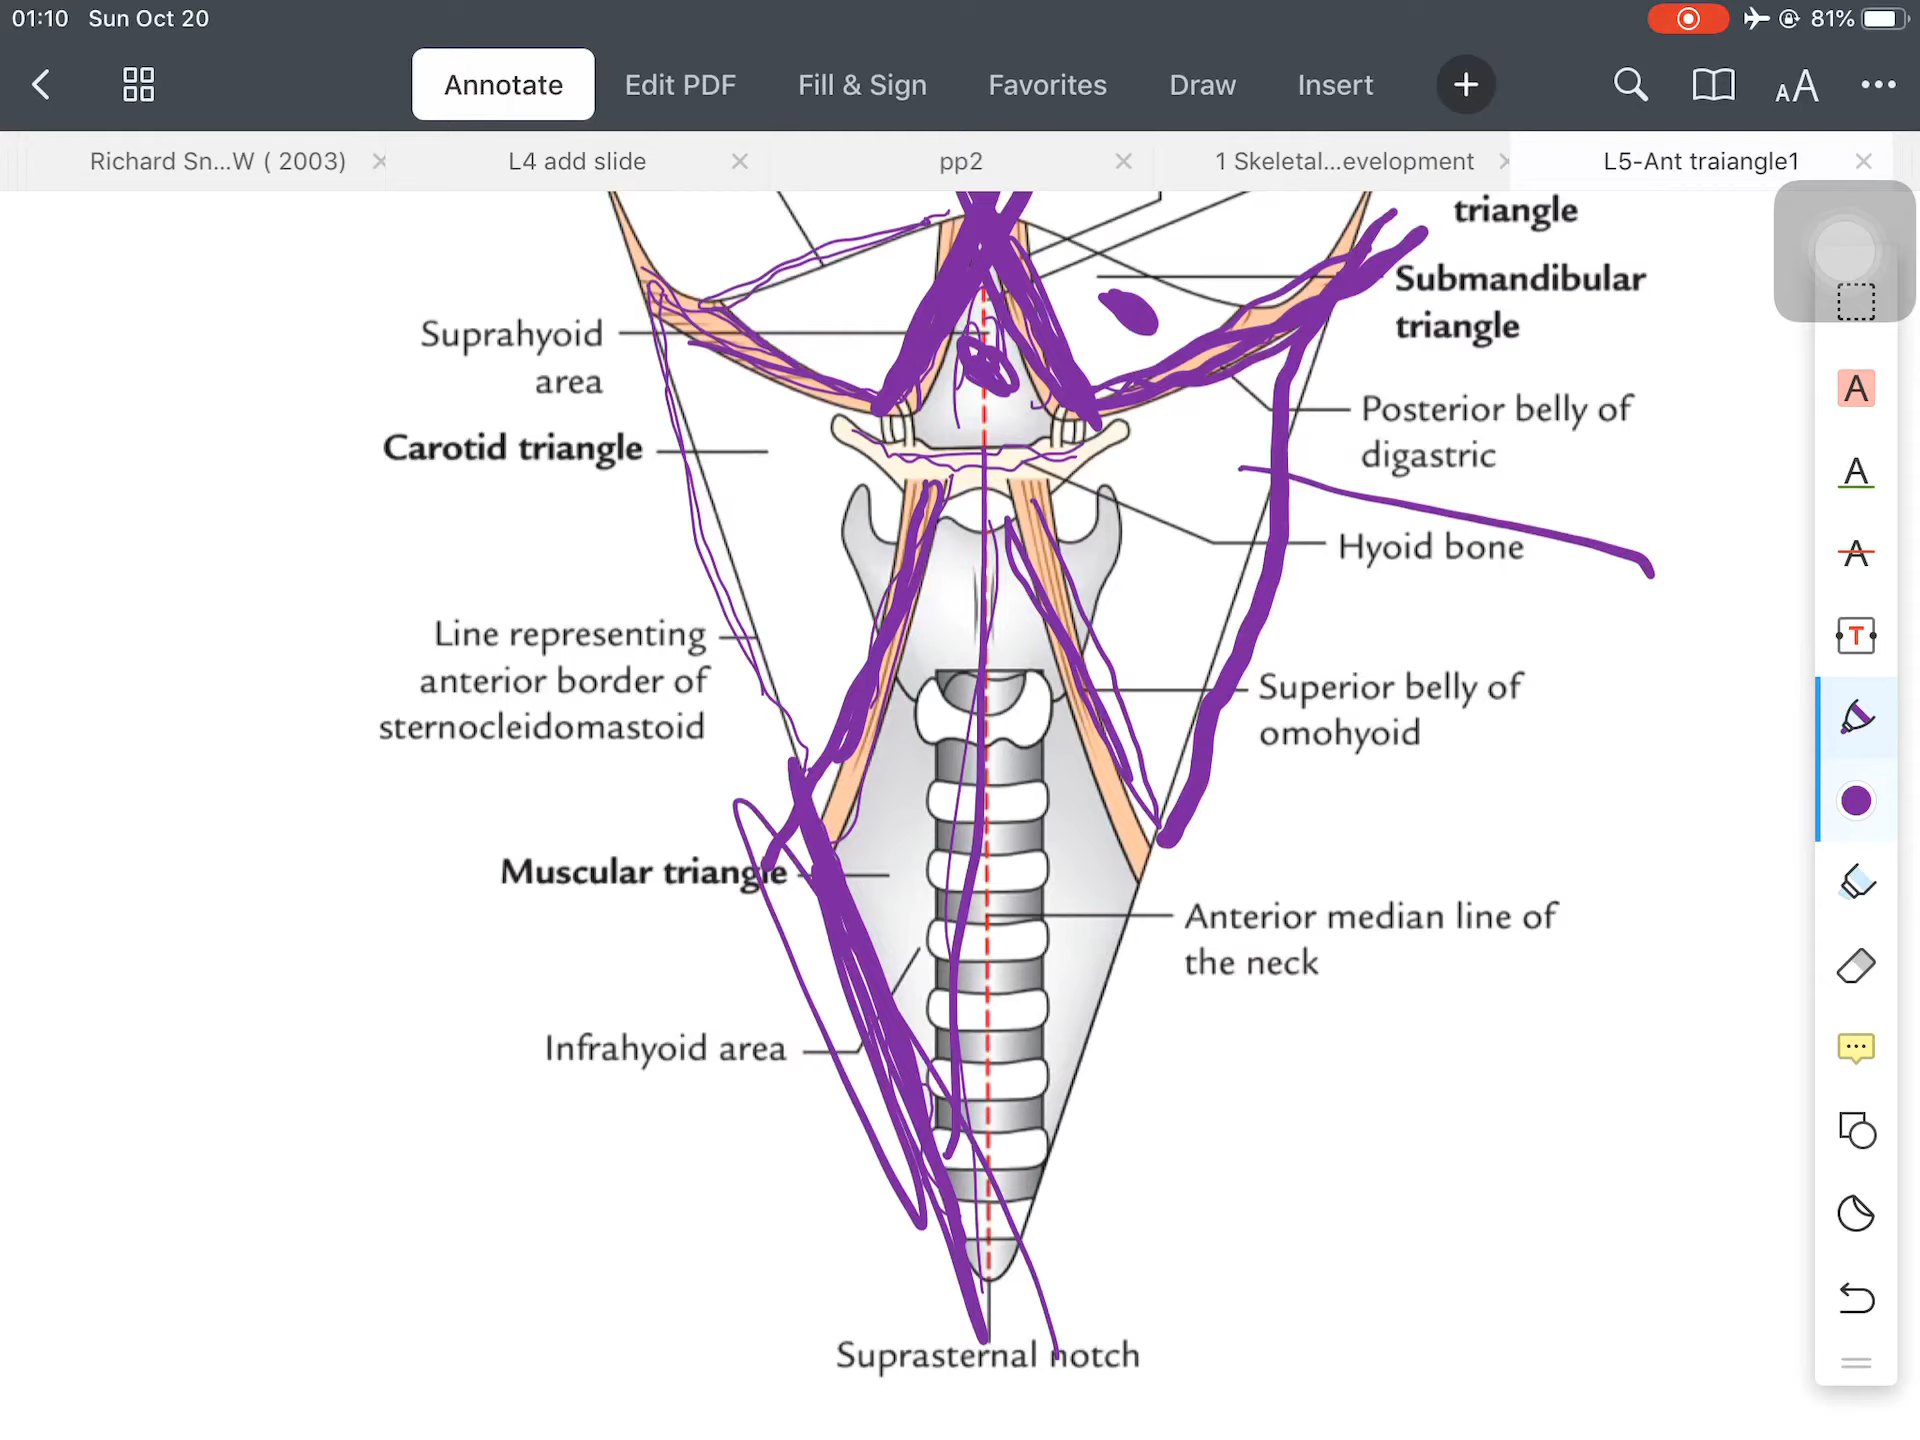 01:10 Sun Oct 20 81%
Annotate Edit PDF Fill & Sign Favorites Draw Insert
Richard Sn...W ( 2003) L4 add slide pp2 1 Skeletal...evelopment L5-Ant traiangle1
triangle
Submandibular
triangle
Suprahyoid
area
Posterior belly of
digastric
Carotid triangle
Hyoid bone
Line representing
anterior border of
sternocleidomastoid
Superior belly of
omohyoid
Muscular triangle
Anterior median line of
the neck
Infrahyoid area
Suprasternal notch